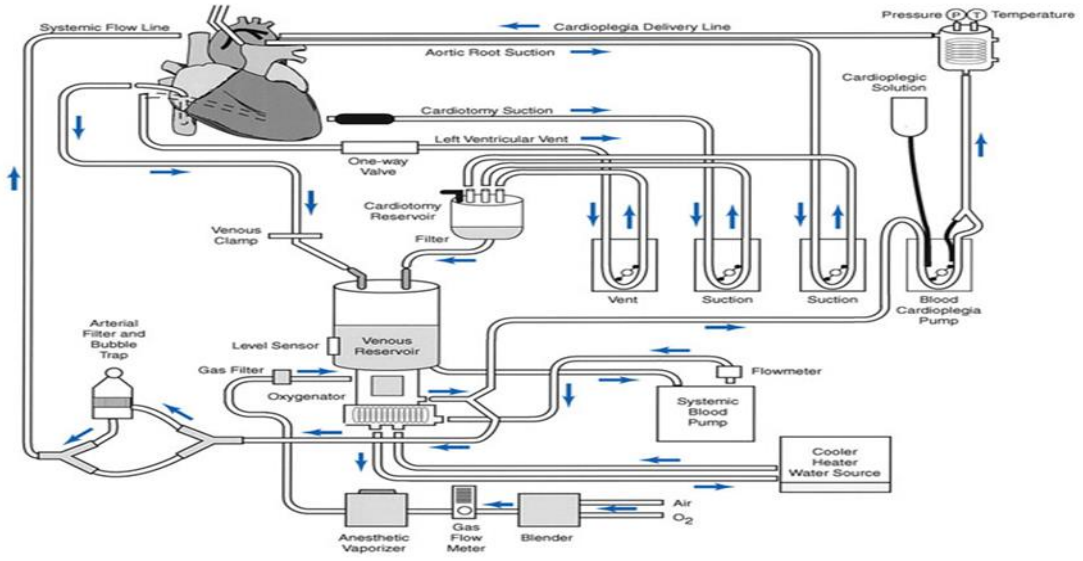 Systemic Flow Line
Cardioplegia Delivery Line
Pressure P T Temperature
Aortic Root Suction
Cardioplegic
Solution
Cardiotomy Suction
Left Ventricular Vent
One-way
Valve
Cardiotomy
Reservoir
Venous
Clamp
Filter
Vent
Suction
Suction
Blood
Cardioplegia
Pump
Arterial
Filter and
Bubble
Trap
Level Sensor
Venous
Reservoir
Gas Filter
Oxygenator
Flowmeter
Systemic
Blood
Pump
Cooler
Heater
Water Source
Air
O2
Anesthetic
Vaporizer
Gas
Flow
Meter
Blender